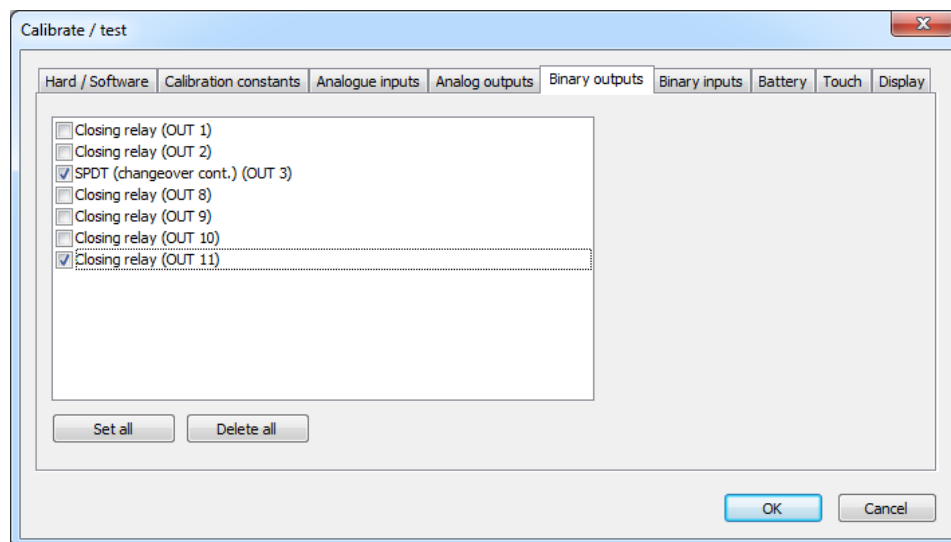 Calibrate / test
Hard / Software Calibration constants Analogue inputs Analog outputs Binary outputs Binary inputs Battery Touch Display
Closing relay (OUT 1)
Closing relay (OUT 2)
SPDT (changeover cont.) (OUT 3)
Closing relay (OUT 8)
Closing relay (OUT 9)
Closing relay (OUT 10)
Closing relay (OUT 11)
Set all Delete all
OK Cancel